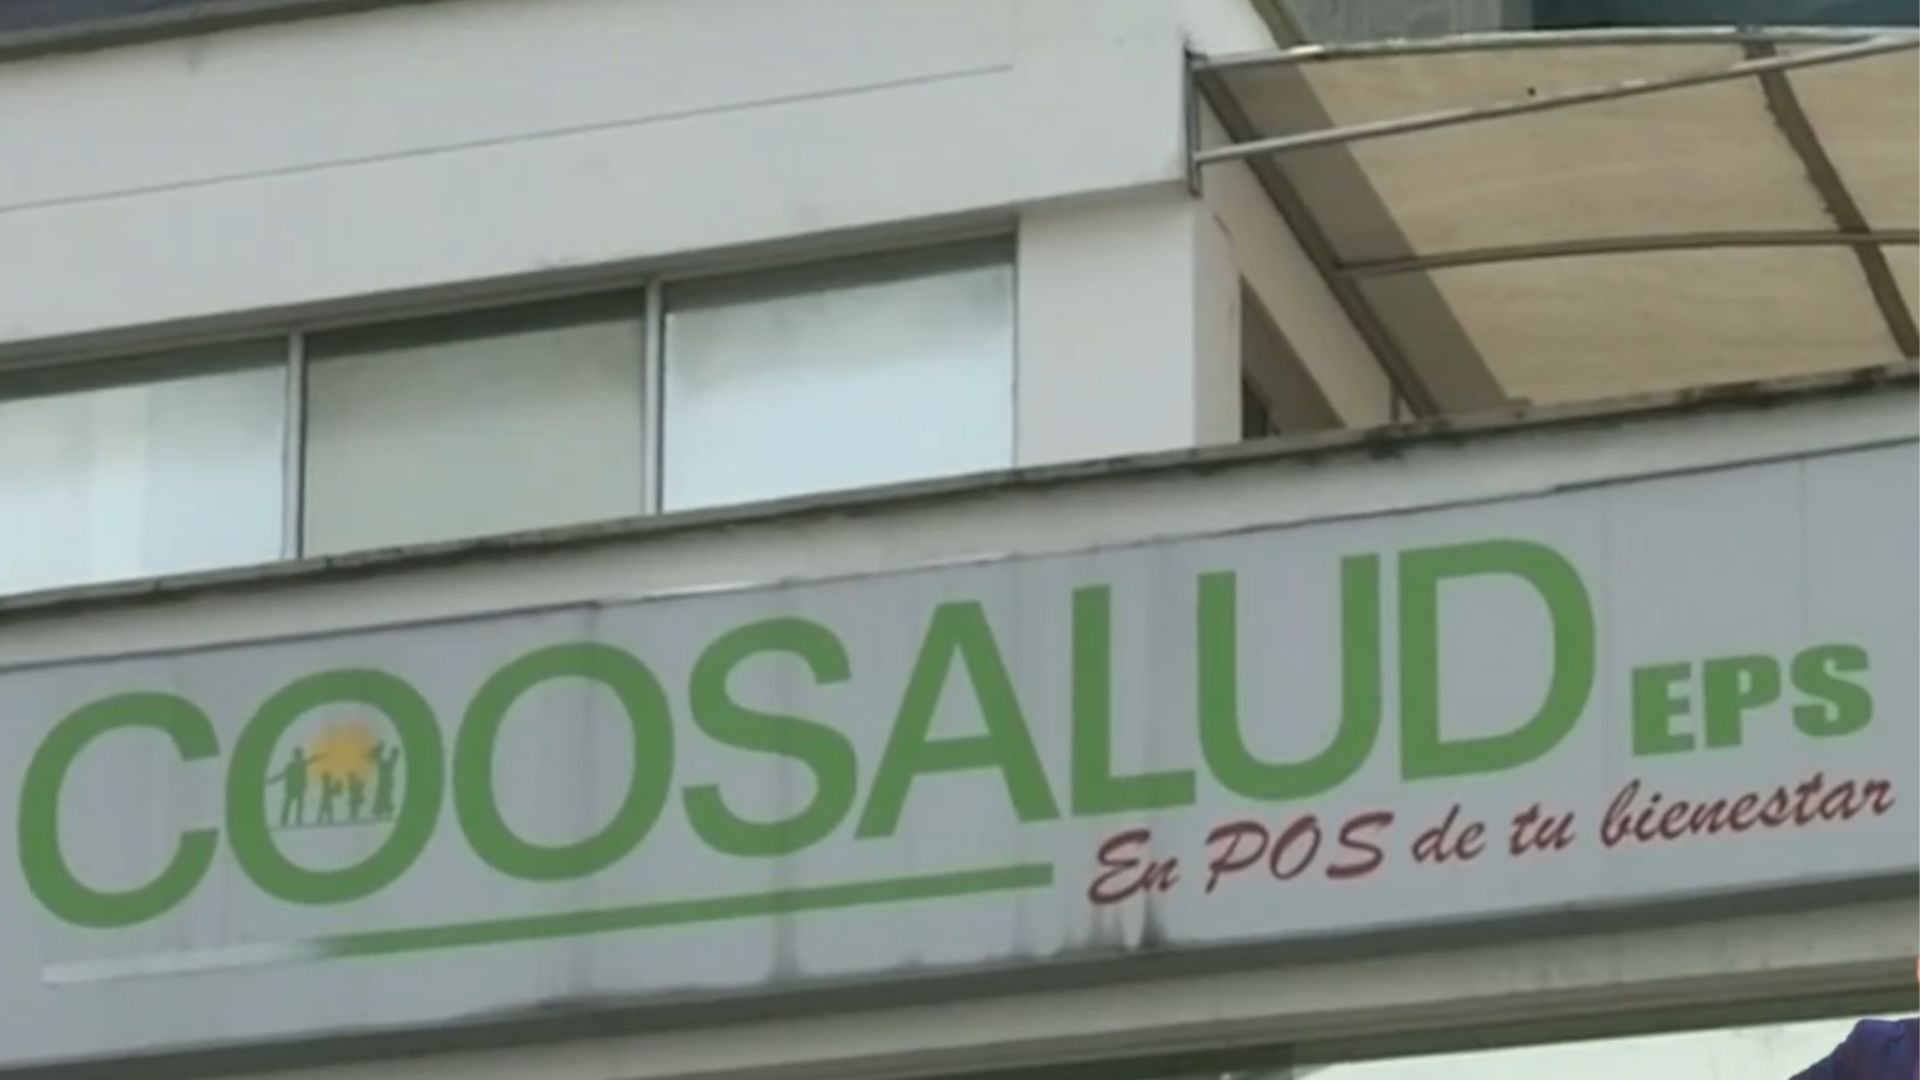 COOSALUD EPS
En POS de tu bienestar